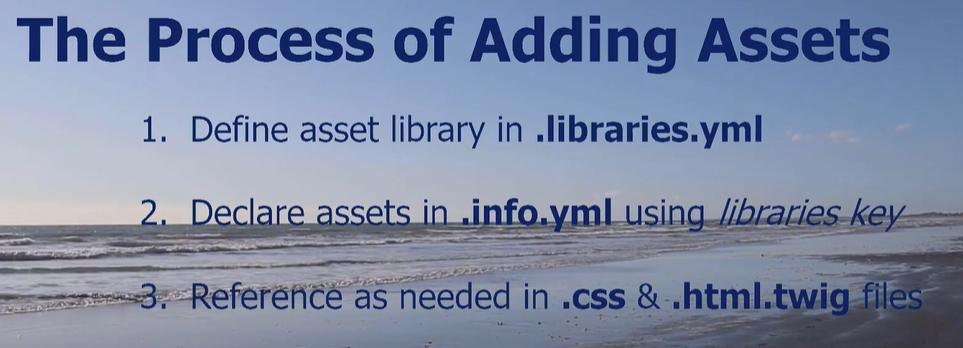 The Process of Adding Assets
1. Define asset library in .libraries.yml
2. Declare assets in .info.yml using libraries key
3. Reference as needed in .css & .html.twig files